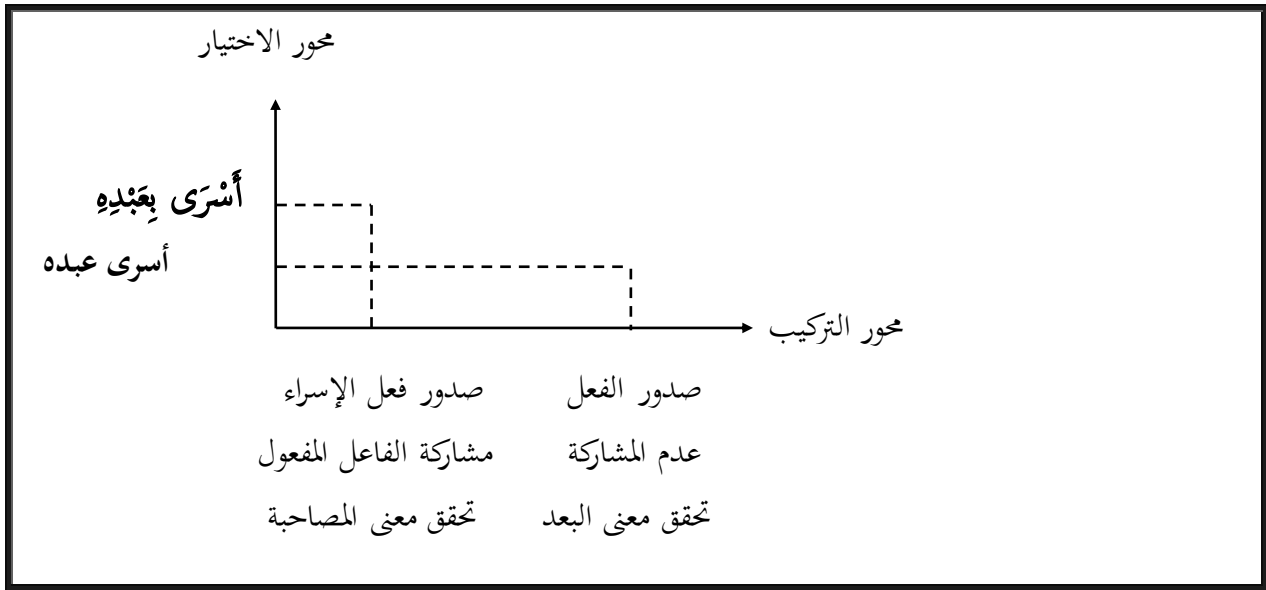 محور الاختيار
أَسْرَى بِعَبْدِهِ
أسرى عبده
محور التركيب
صدور الفعل صدور فعل الإسراء
عدم المشاركة مشاركة الفاعل المفعول
تحقق معنى البعد تحقق معنى المصاحبة